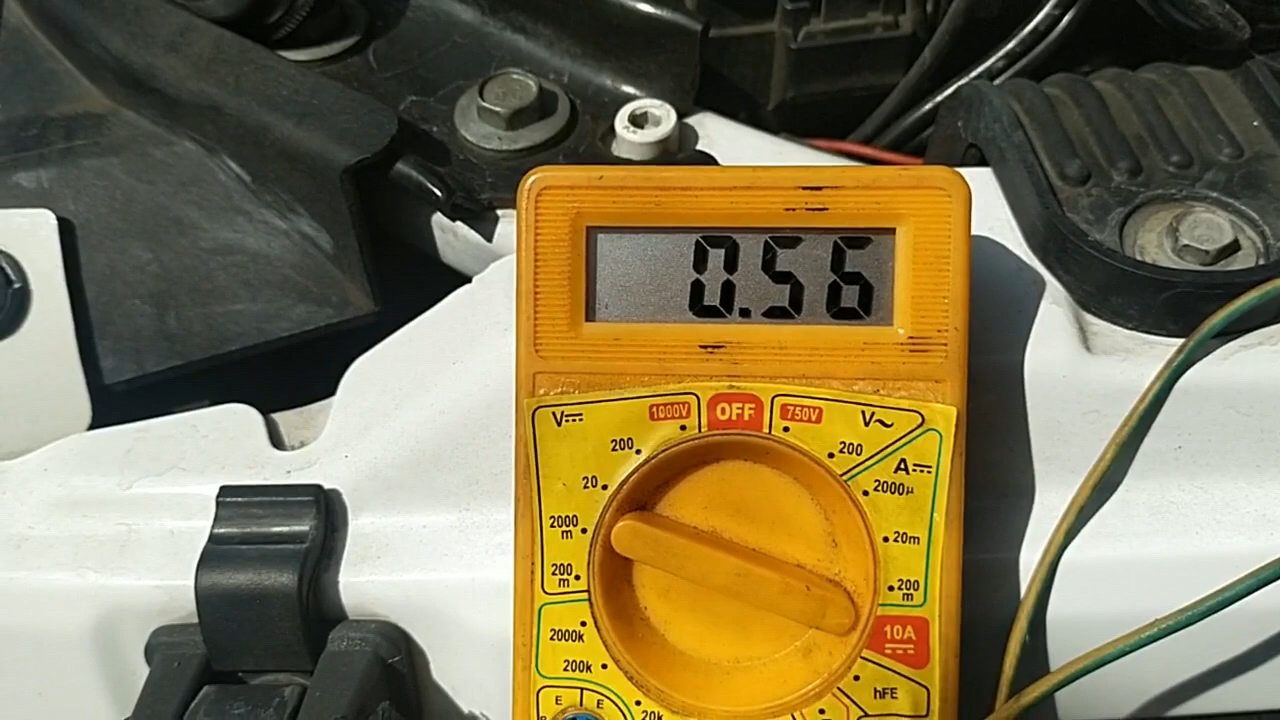 0.56
V⎓ 1000V OFF 750V V~
200 200
A⎓
20 2000µ
2000
m 20m
200
m 200
m
2000k 10A
200k hFE
E E
20k